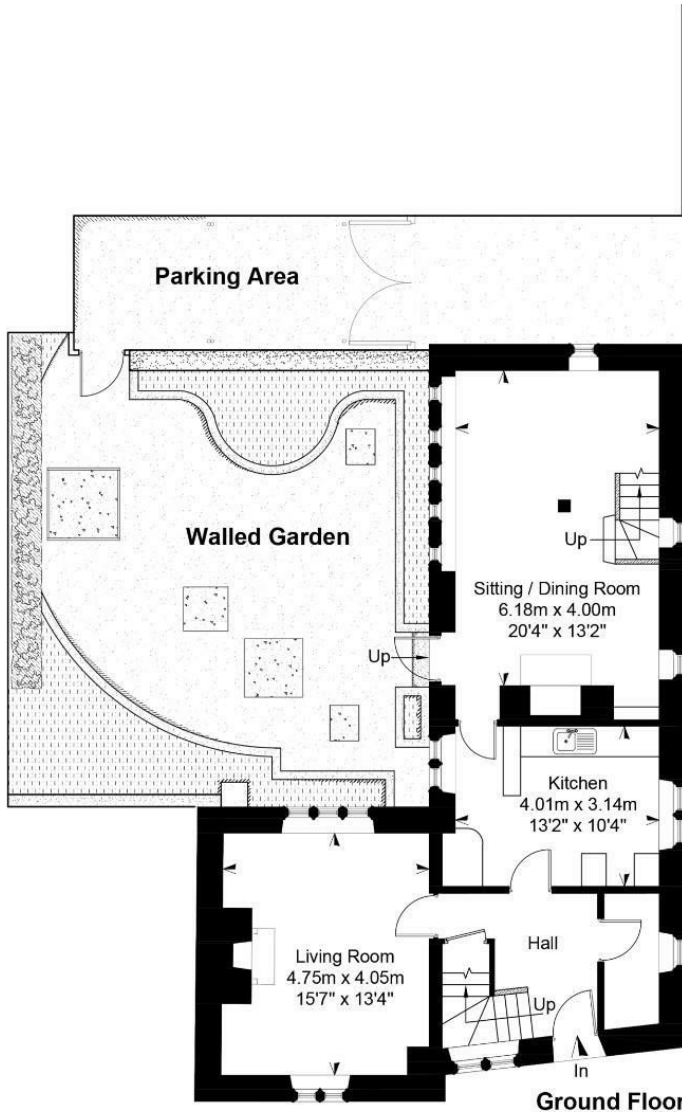 Parking Area
Walled Garden
Up
Sitting / Dining Room
6.18m x 4.00m
20'4" x 13'2"
Up
Kitchen
4.01m x 3.14m
13'2" x 10'4"
Hall
Living Room
4.75m x 4.05m
15'7" x 13'4"
Up
In
Ground Floor